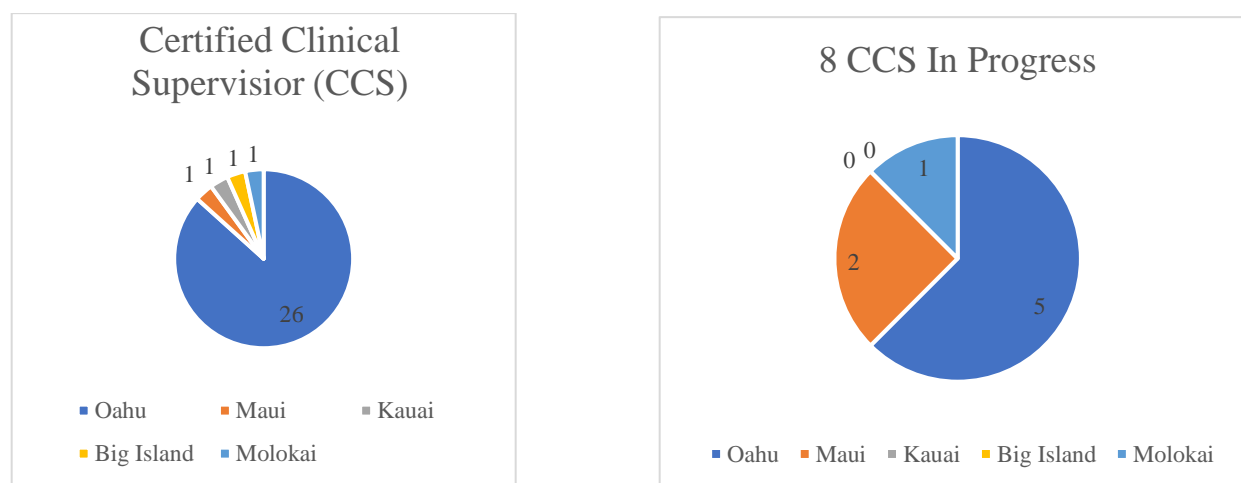 Certified Clinical
Supervisior (CCS)
1
1
1
1
26
Oahu
Maui
Kauai
Big Island
Molokai
8 CCS In Progress
0
0
1
2
5
Oahu
Maui
Kauai
Big Island
Molokai